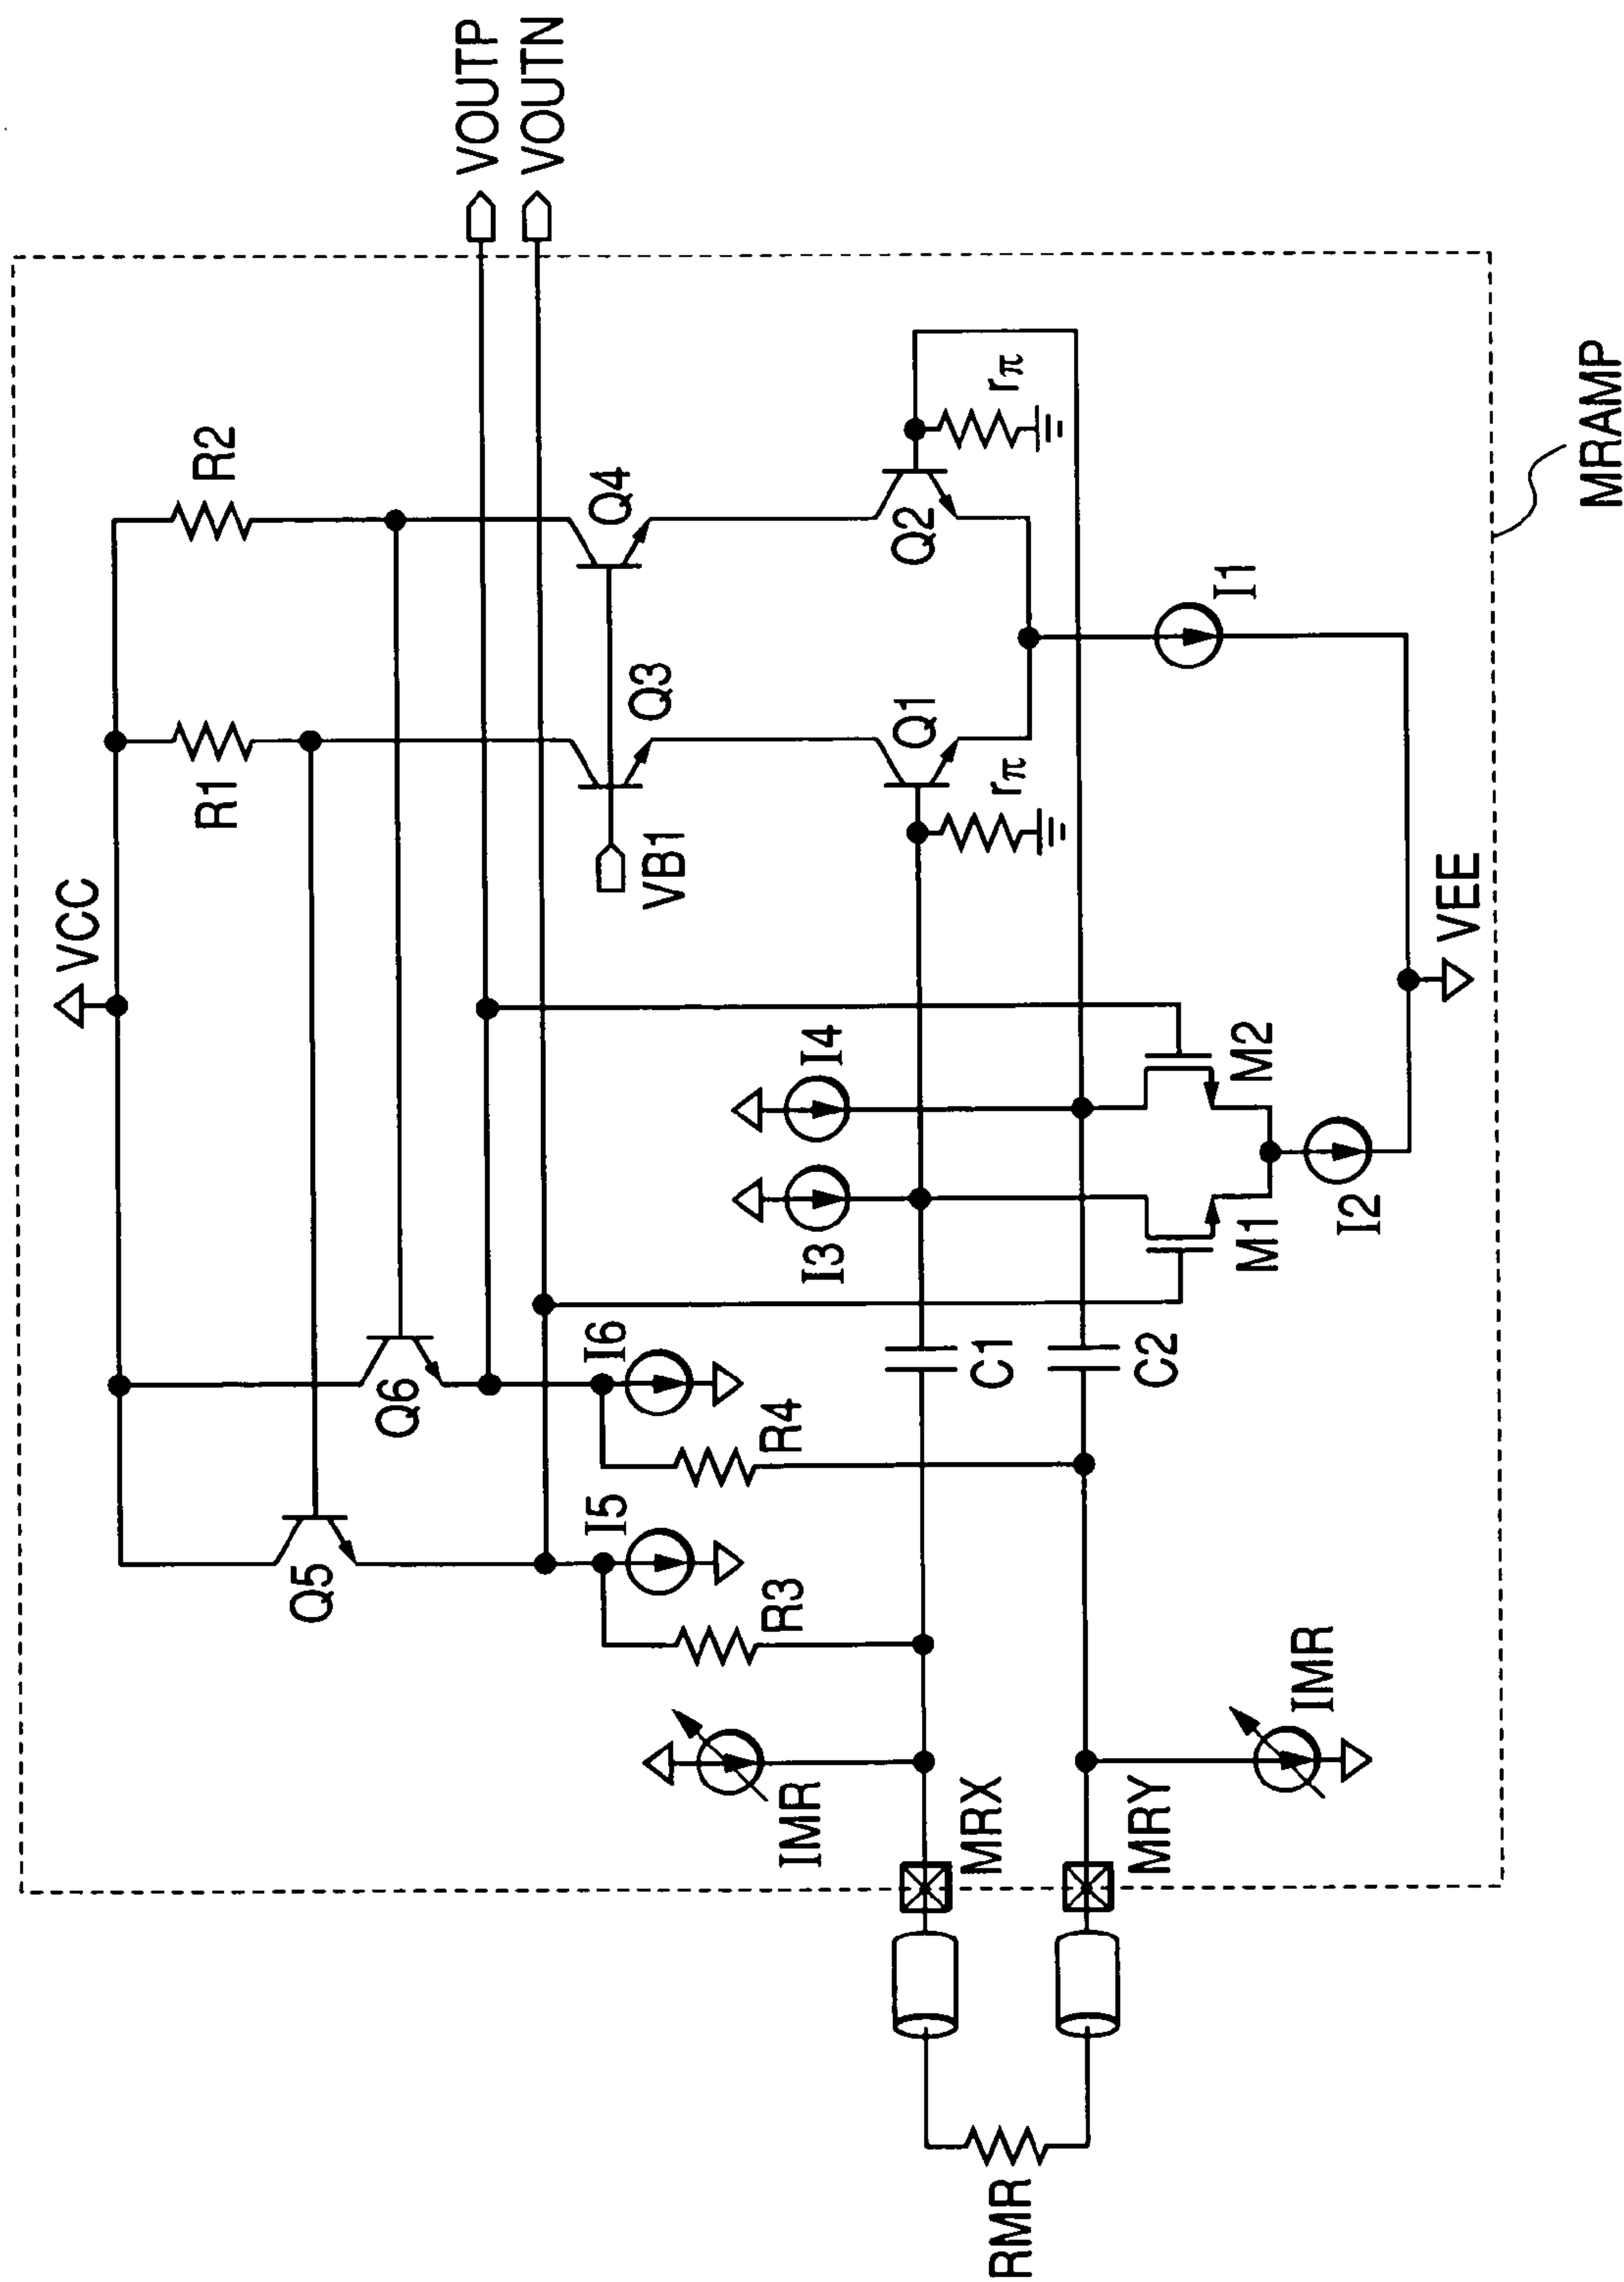 VCC
R1
R2
VOUTP
VOUTN
Q5
Q6
Q3
Q4
VB1
I5
I6
R3
R4
I3
I4
Q1
Q2
rπ
rπ
IMR
MRX
C1
MRY
C2
M1
M2
I1
RMR
IMR
I2
VEE
MRAMP